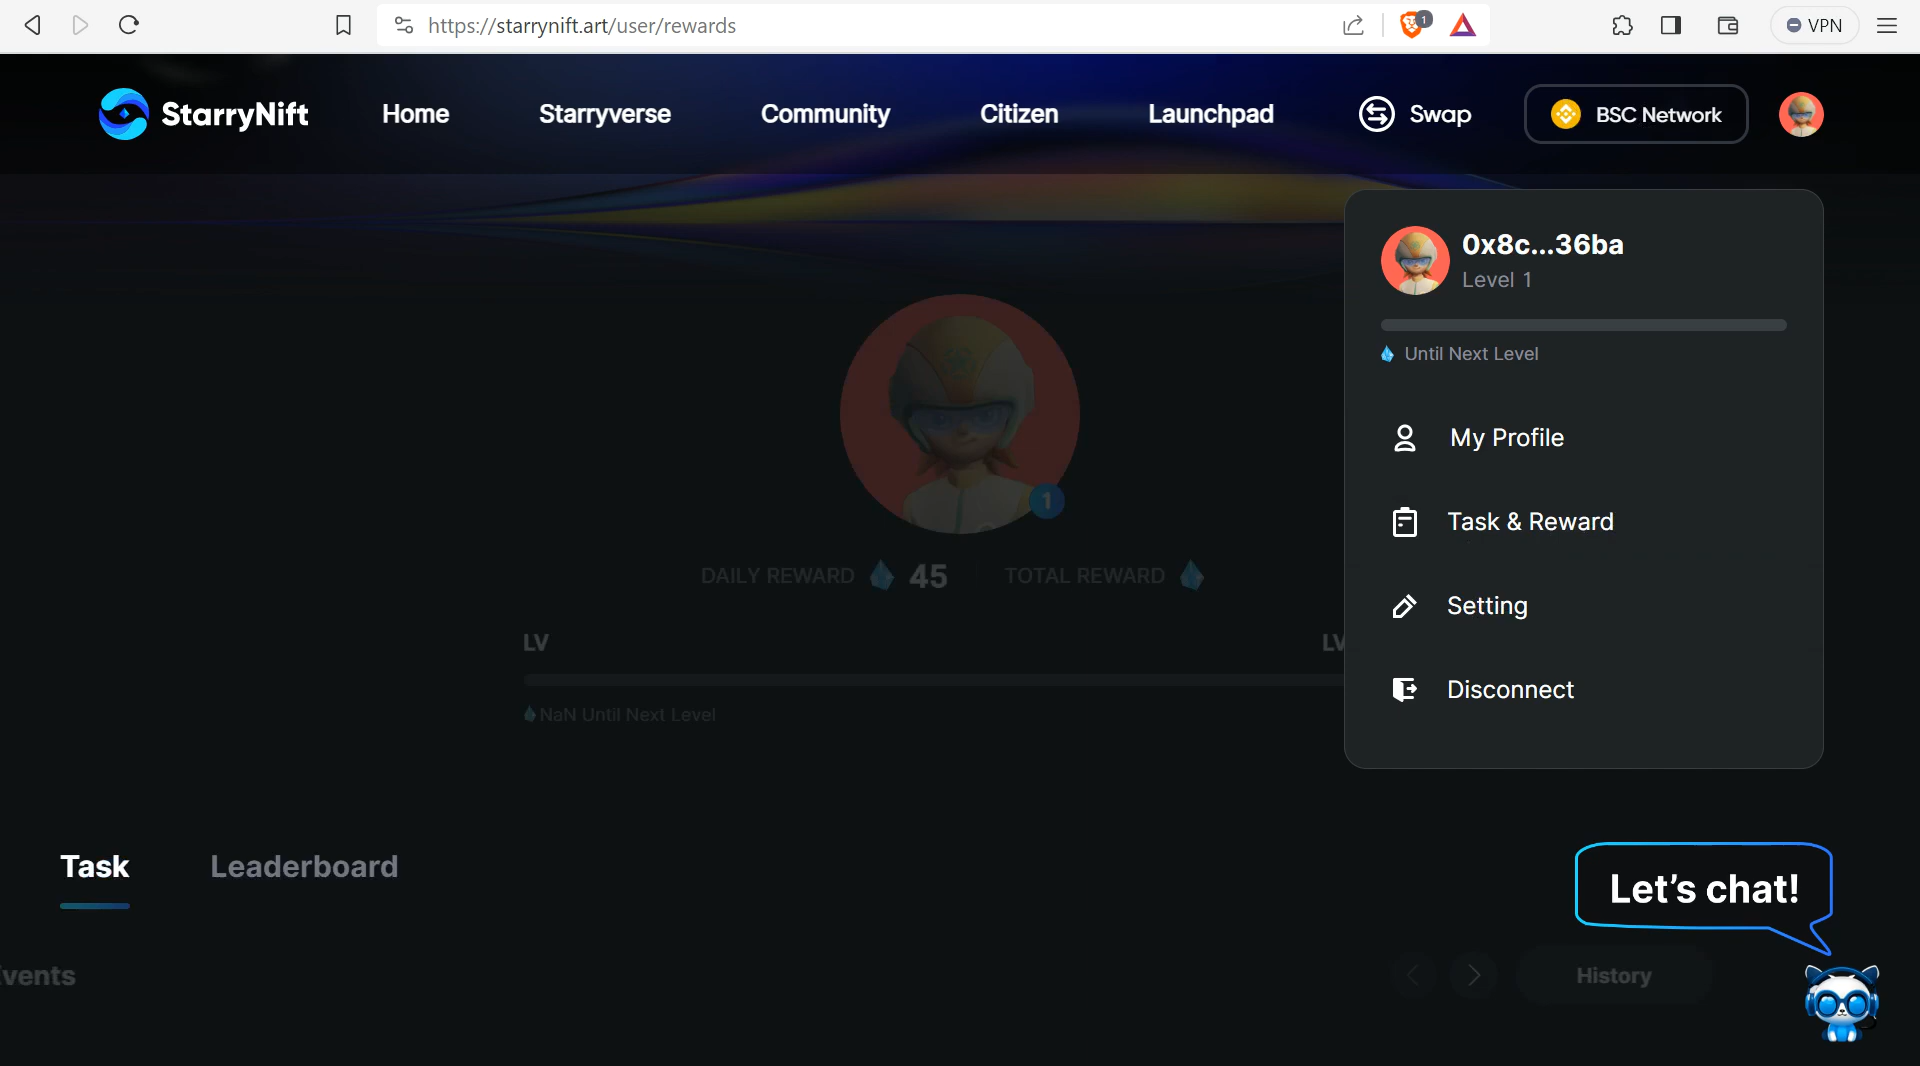 https://starrynift.art/user/rewards
1
VPN
StarryNift
Home
Starryverse
Community
Citizen
Launchpad
Swap
BSC Network
0x8c...36ba
Level 1
Until Next Level
My Profile
Task & Reward
Setting
Disconnect
1
DAILY REWARD 45
TOTAL REWARD
LV
LV
NaN Until Next Level
Task
Leaderboard
Let's chat!
vents
History